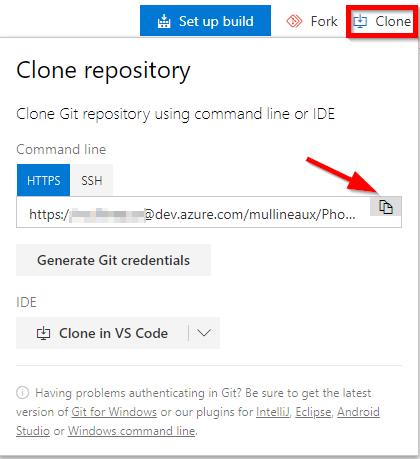 Set up build Fork Clone
Clone repository
Clone Git repository using command line or IDE
Command line
HTTPS SSH
https:/ @dev.azure.com/mullineaux/Pho...
Generate Git credentials
IDE
Clone in VS Code
Having problems authenticating in Git? Be sure to get the latest
version of Git for Windows or our plugins for IntelliJ, Eclipse, Android
Studio or Windows command line.